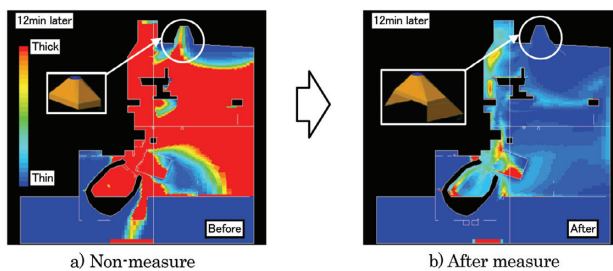 12min later
Thick
Thin
Before
a) Non-measure
12min later
After
b) After measure